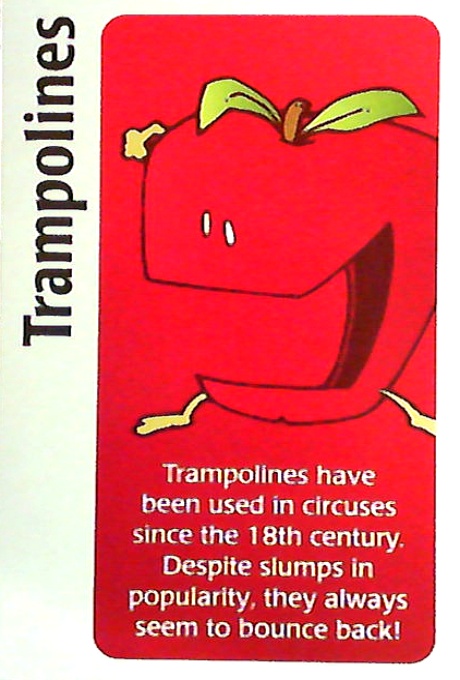 Trampolines
Trampolines have
been used in circuses
since the 18th century.
Despite slumps in
popularity, they always
seem to bounce back!